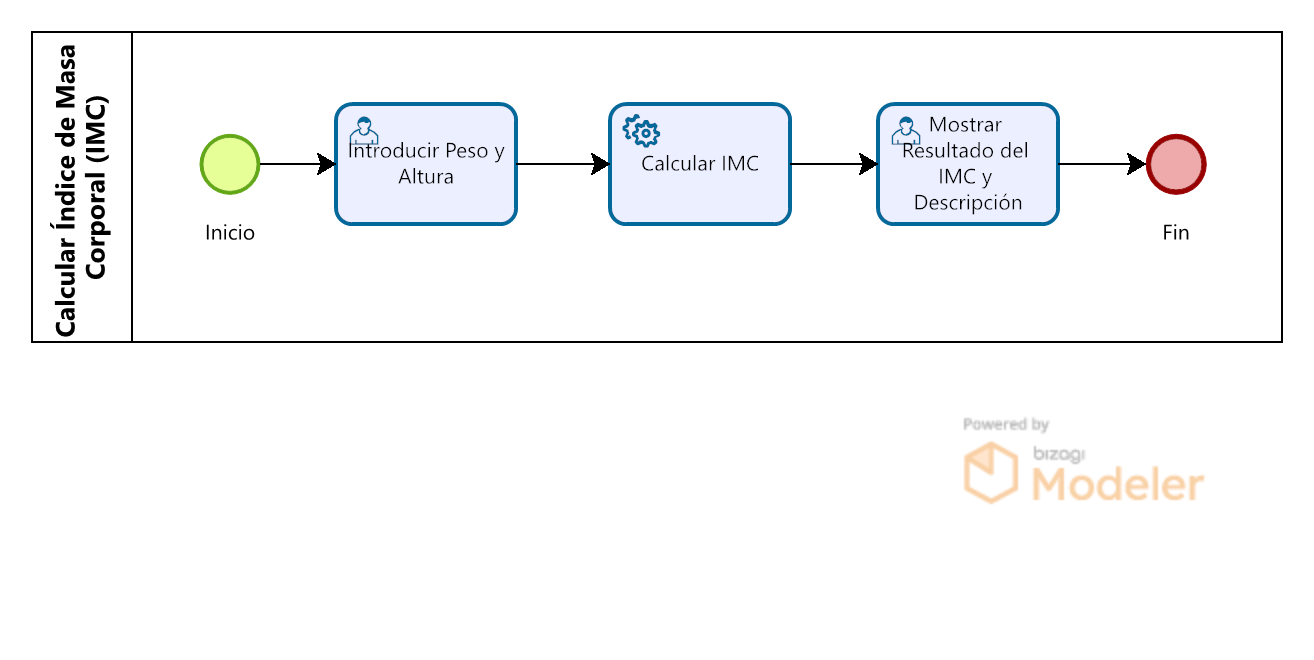 Calcular Índice de Masa
Corporal (IMC)
Inicio
Introducir Peso y
Altura
Calcular IMC
Mostrar
Resultado del
IMC y
Descripción
Fin
Powered by
bizagi
Modeler